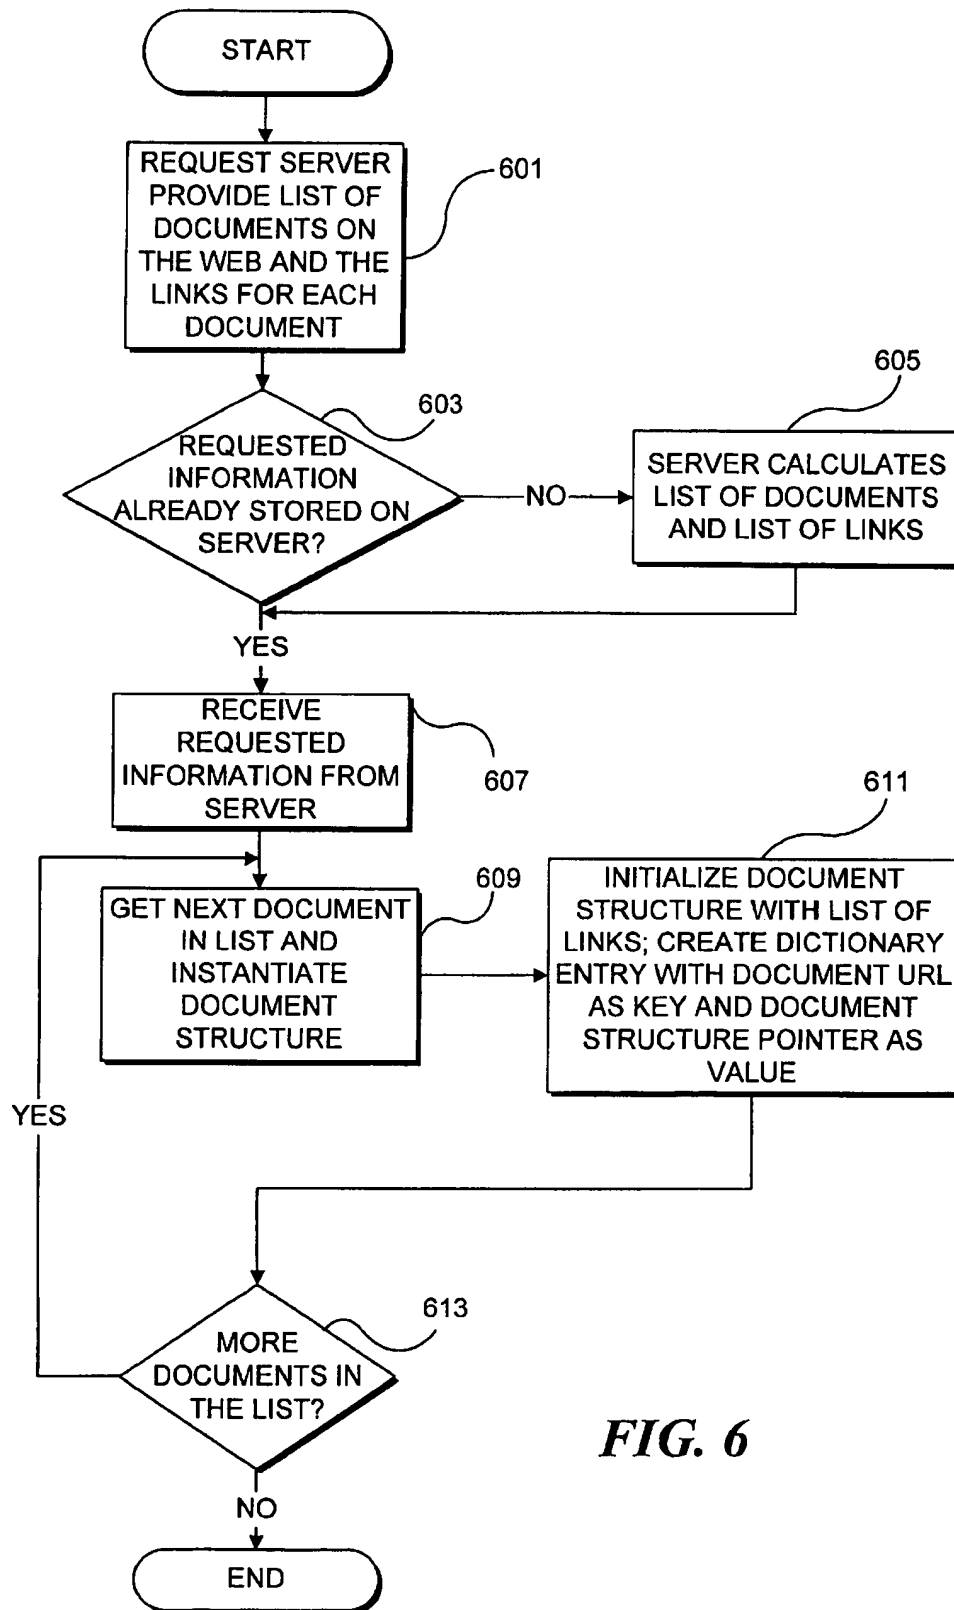 START
REQUEST SERVER
PROVIDE LIST OF
DOCUMENTS ON
THE WEB AND THE
LINKS FOR EACH
DOCUMENT
601
603
REQUESTED
INFORMATION
ALREADY STORED ON
SERVER?
NO
605
SERVER CALCULATES
LIST OF DOCUMENTS
AND LIST OF LINKS
YES
RECEIVE
REQUESTED
INFORMATION FROM
SERVER
607
GET NEXT DOCUMENT
IN LIST AND
INSTANTIATE
DOCUMENT
STRUCTURE
609
611
INITIALIZE DOCUMENT
STRUCTURE WITH LIST OF
LINKS; CREATE DICTIONARY
ENTRY WITH DOCUMENT URL
AS KEY AND DOCUMENT
STRUCTURE POINTER AS
VALUE
YES
613
MORE
DOCUMENTS IN
THE LIST?
NO
END
FIG. 6